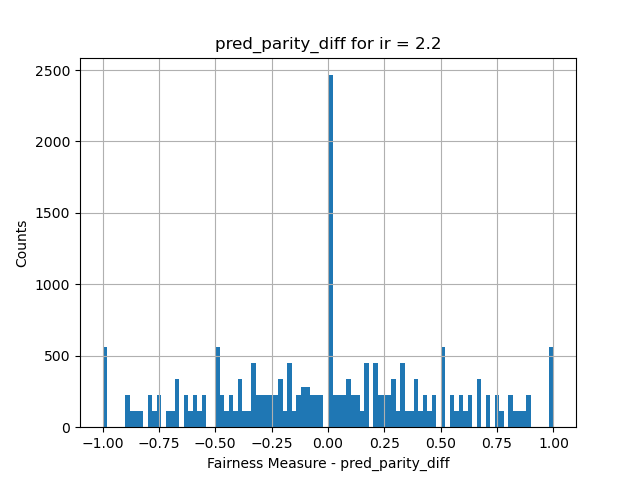 pred_parity_diff for ir = 2.2
Counts
2500
2000
1500
1000
500
0
−1.00 −0.75 −0.50 −0.25 0.00 0.25 0.50 0.75 1.00
Fairness Measure - pred_parity_diff